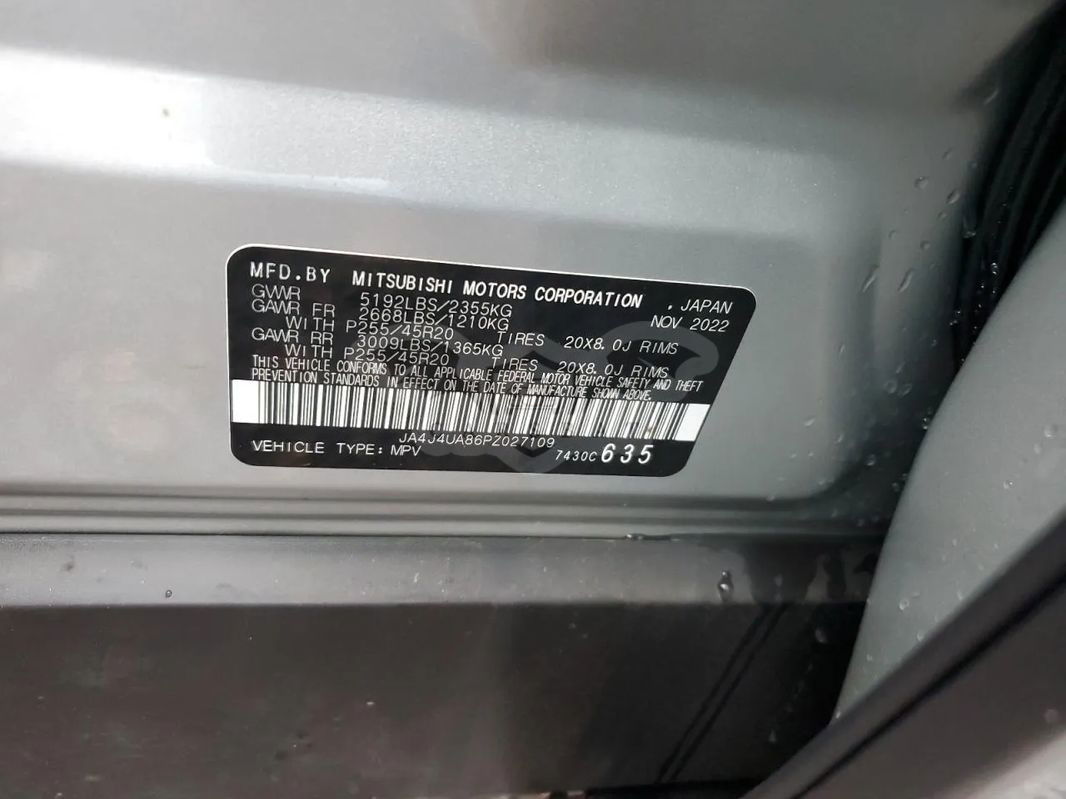 MFD.BY MITSUBISHI MOTORS CORPORATION , JAPAN
GVWR 5192LBS/2355KG NOV 2022
GAWR FR 2668LBS/1210KG
WITH P255/45R20 TIRES 20X8.0J RIMS
GAWR RR 3009LBS/1365KG
WITH P255/45R20 TIRES 20X8.0J RIMS
THIS VEHICLE CONFORMS TO ALL APPLICABLE FEDERAL MOTOR VEHICLE SAFETY AND THEFT
PREVENTION STANDARDS IN EFFECT ON THE DATE OF MANUFACTURE SHOWN ABOVE.
JA4J4UA86PZ027109
VEHICLE TYPE: MPV 7430C 635